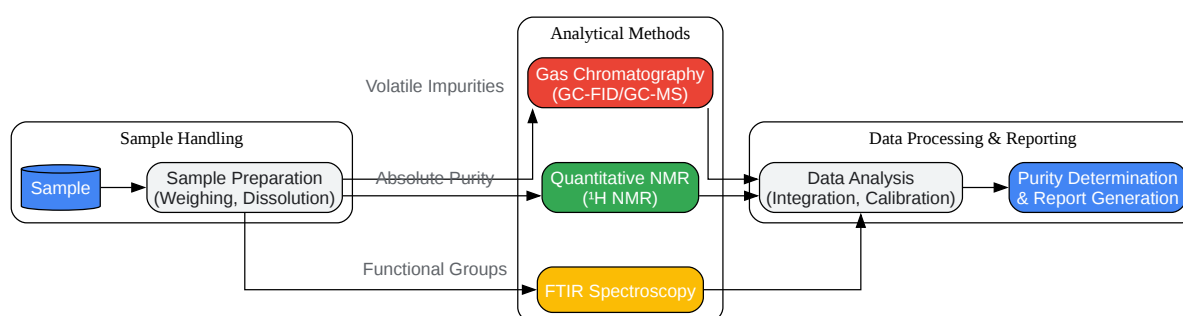 Analytical Methods
Volatile Impurities
Gas Chromatography
(GC-FID/GC-MS)
Sample Handling
Sample
Sample Preparation
(Weighing, Dissolution)
Absolute Purity
Quantitative NMR
(¹H NMR)
Functional Groups
FTIR Spectroscopy
Data Processing & Reporting
Data Analysis
(Integration, Calibration)
Purity Determination
& Report Generation